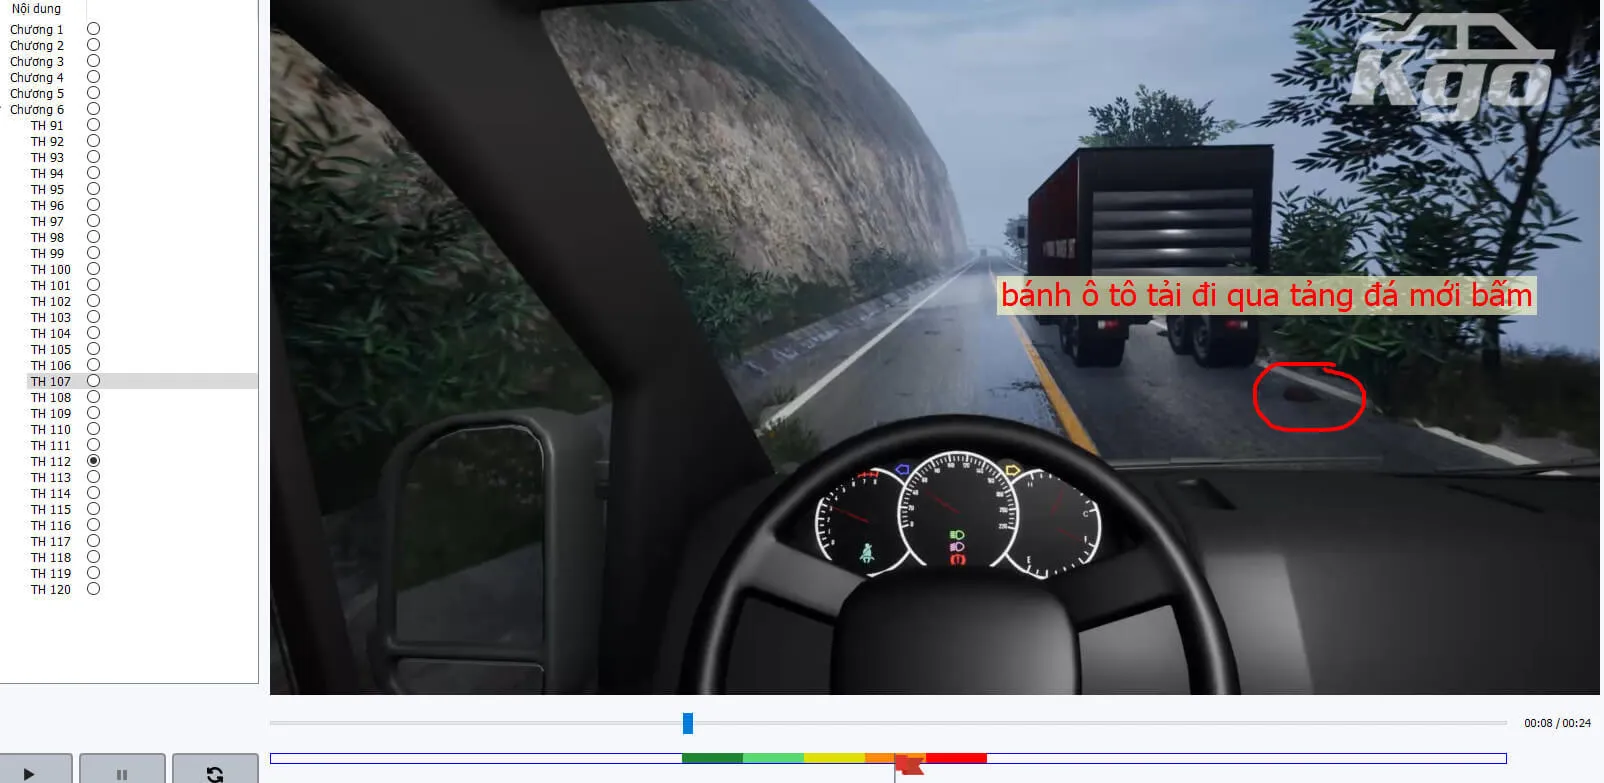 Nội dung
Chương 1
Chương 2
Chương 3
Chương 4
Chương 5
Chương 6
TH 91
TH 92
TH 93
TH 94
TH 95
TH 96
TH 97
TH 98
TH 99
TH 100
TH 101
TH 102
TH 103
TH 104
TH 105
TH 106
TH 107
TH 108
TH 109
TH 110
TH 111
TH 112
TH 113
TH 114
TH 115
TH 116
TH 117
TH 118
TH 119
TH 120
Kgo
bánh ô tô tải đi qua tảng đá mới bấm
00:08 / 00:24